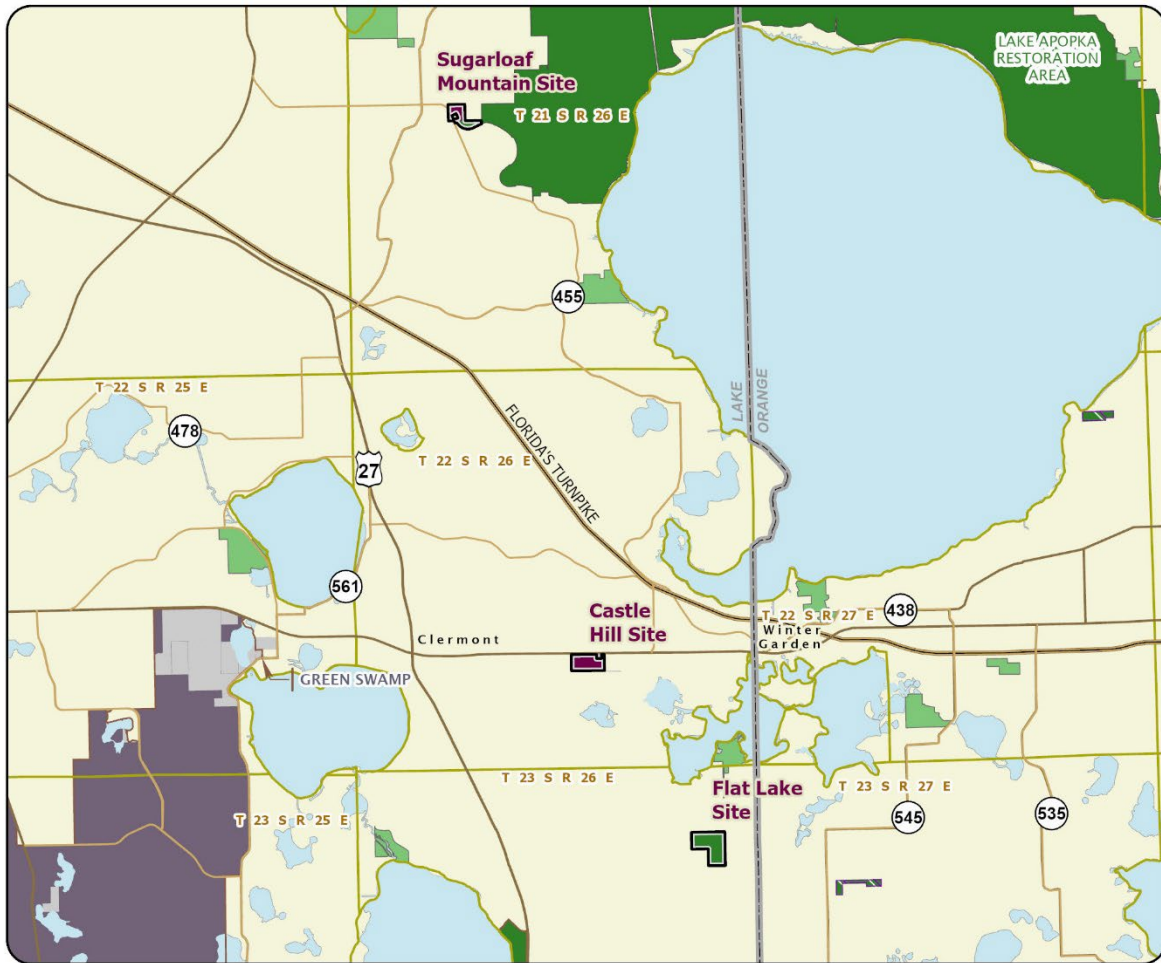 LAKE APOPKA
RESTORATION
AREA
Sugarloaf
Mountain Site
T 21 S R 26 E
455
T 22 S R 25 E
478
LAKE
ORANGE
FLORIDA'S TURNPIKE
T 22 S R 26 E
27
561
Castle
Hill Site
438
T 22 S R 27 E
Winter
Garden
Clermont
GREEN SWAMP
T 23 S R 26 E
Flat Lake
Site
T 23 S R 27 E
T 23 S R 25 E
545
535